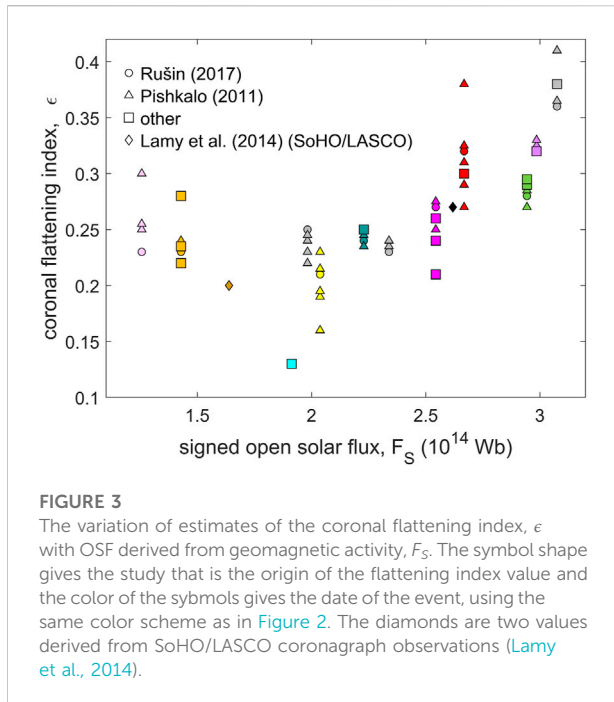 0.4
0.35
0.3
0.25
0.2
0.15
0.1
coronal flattening index, ϵ
Rušin (2017)
Pishkalo (2011)
other
Lamy et al. (2014) (SoHO/LASCO)
1.5 2 2.5 3
signed open solar flux, F_S (10^14 Wb)
FIGURE 3
The variation of estimates of the coronal flattening index, ϵ
with OSF derived from geomagnetic activity, F_S. The symbol shape
gives the study that is the origin of the flattening index value and
the color of the sybmols gives the date of the event, using the
same color scheme as in Figure 2. The diamonds are two values
derived from SoHO/LASCO coronagraph observations (Lamy
et al., 2014).